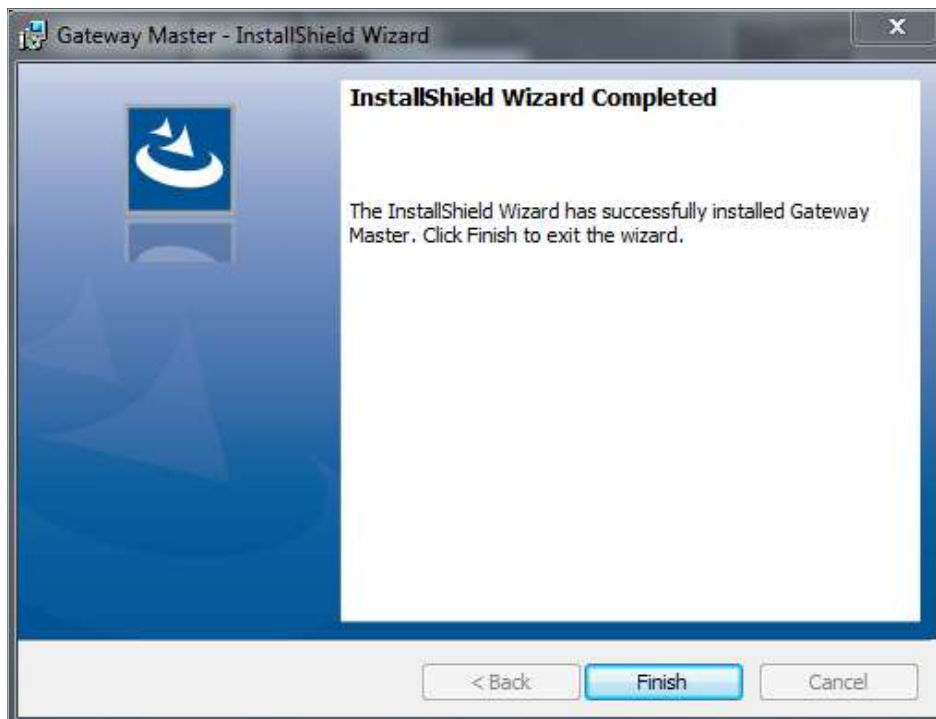 Gateway Master - InstallShield Wizard
InstallShield Wizard Completed
The InstallShield Wizard has successfully installed Gateway
Master. Click Finish to exit the wizard.
< Back
Finish
Cancel